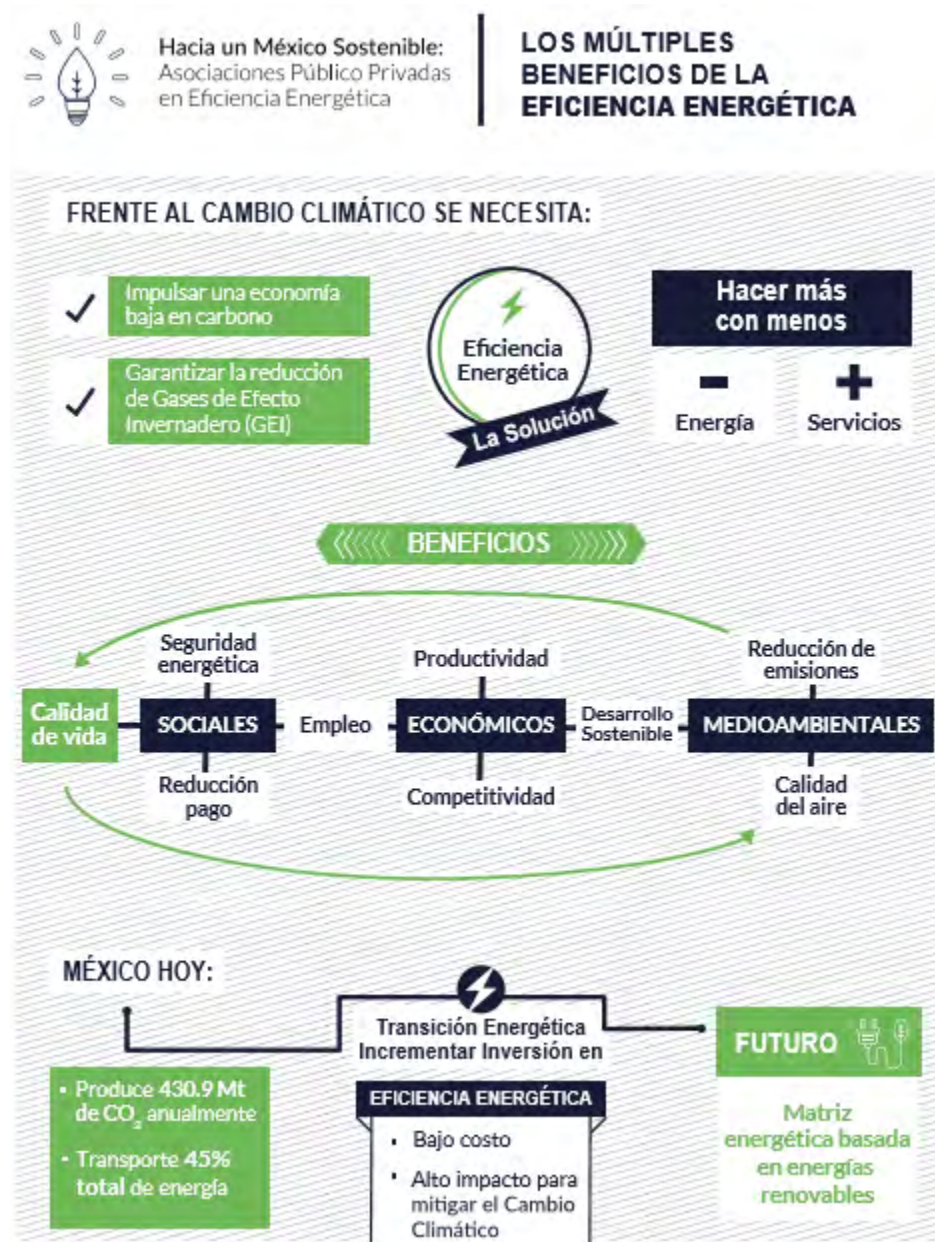 Hacia un México Sostenible:
Asociaciones Público Privadas
en Eficiencia Energética
LOS MÚLTIPLES
BENEFICIOS DE LA
EFICIENCIA ENERGÉTICA
FRENTE AL CAMBIO CLIMÁTICO SE NECESITA:
Impulsar una economía
baja en carbono
Garantizar la reducción
de Gases de Efecto
Invernadero (GEI)
Eficiencia
Energética
La Solución
Hacer más
con menos
-
+
Energía
Servicios
BENEFICIOS
Seguridad
energética
Productividad
Reducción de
emisiones
Calidad
de vida
SOCIALES
Empleo
ECONÓMICOS
Desarrollo
Sostenible
MEDIOAMBIENTALES
Reducción
pago
Competitividad
Calidad
del aire
MÉXICO HOY:
Transición Energética
Incrementar Inversión en
FUTURO
• Produce 430.9 Mt
de CO₂ anualmente
• Transporte 45%
total de energía
EFICIENCIA ENERGÉTICA
• Bajo costo
• Alto impacto para
mitigar el Cambio
Climático
Matriz
energética basada
en energías
renovables